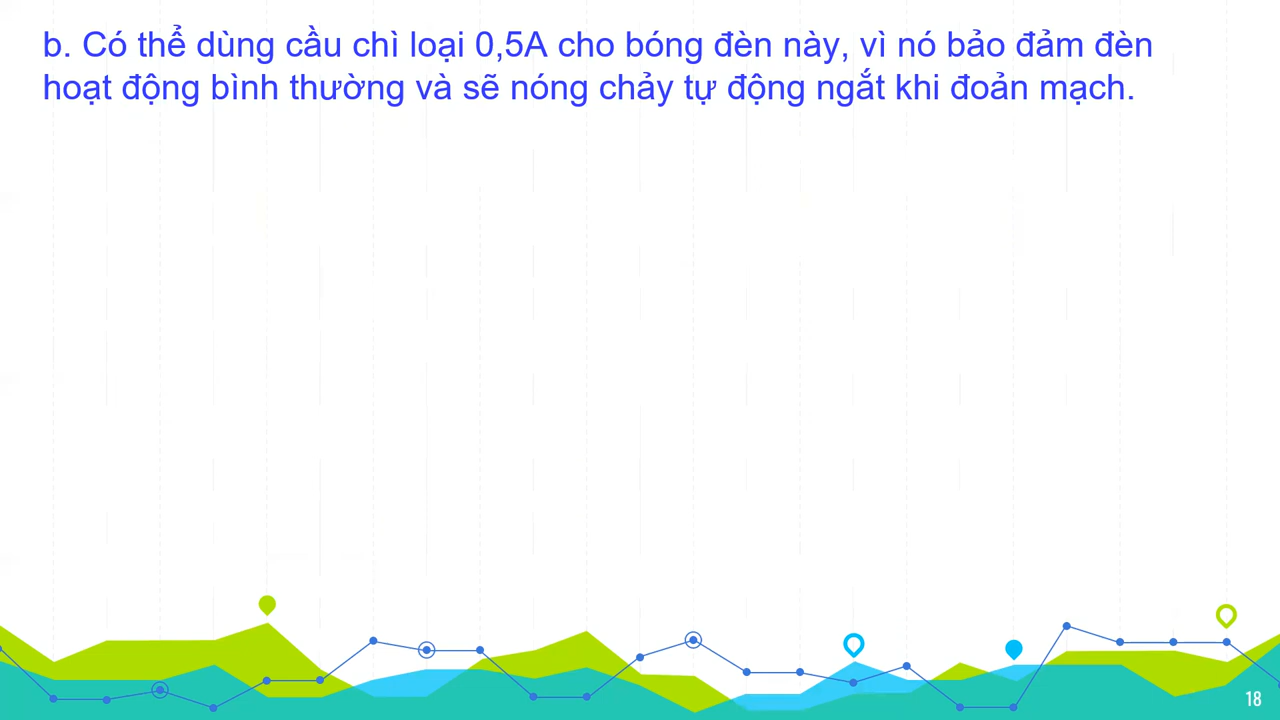 b. Có thể dùng cầu chì loại 0,5A cho bóng đèn này, vì nó bảo đảm đèn
hoạt động bình thường và sẽ nóng chảy tự động ngắt khi đoản mạch.
18